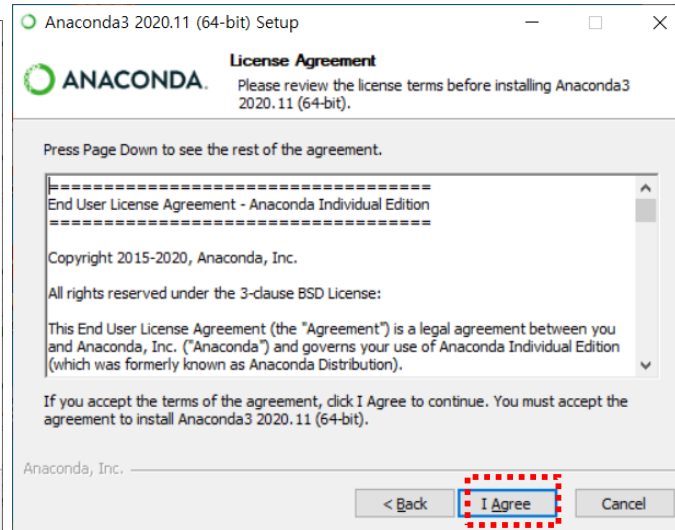 Anaconda3 2020.11 (64-bit) Setup
ANACONDA.
License Agreement
Please review the license terms before installing Anaconda3
2020.11 (64-bit).
Press Page Down to see the rest of the agreement.
===================================
End User License Agreement - Anaconda Individual Edition
===================================
Copyright 2015-2020, Anaconda, Inc.
All rights reserved under the 3-clause BSD License:
This End User License Agreement (the "Agreement") is a legal agreement between you
and Anaconda, Inc. ("Anaconda") and governs your use of Anaconda Individual Edition
(which was formerly known as Anaconda Distribution).
If you accept the terms of the agreement, click I Agree to continue. You must accept the
agreement to install Anaconda3 2020.11 (64-bit).
Anaconda, Inc.
< Back
I Agree
Cancel